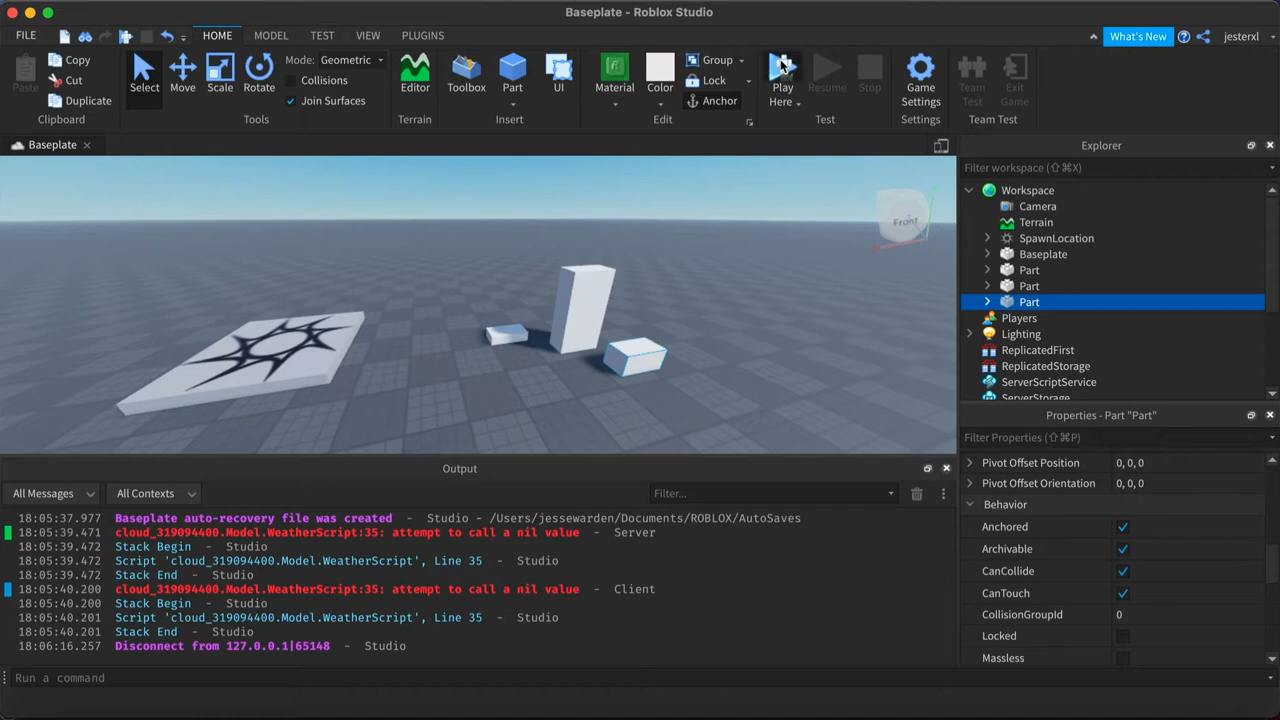 Baseplate - Roblox Studio
FILE HOME MODEL TEST VIEW PLUGINS What's New jesterxl
Paste Copy Cut Duplicate Clipboard
Select Move Scale Rotate Mode: Geometric Collisions Join Surfaces Tools
Editor Terrain
Toolbox Part UI Insert
Material Color Group Lock Anchor Edit
Play Here Resume Stop Test
Game Settings Settings
Team Test Exit Game Team Test
Baseplate
Front
Explorer
Filter workspace (⇧⌘X)
Workspace
Camera
Terrain
SpawnLocation
Baseplate
Part
Part
Part
Players
Lighting
ReplicatedFirst
ReplicatedStorage
ServerScriptService
ServerStorage
Properties - Part "Part"
Filter Properties (⇧⌘P)
Pivot Offset Position 0, 0, 0
Pivot Offset Orientation 0, 0, 0
Behavior
Anchored
Archivable
CanCollide
CanTouch
CollisionGroupId 0
Locked
Massless
Output
All Messages All Contexts Filter...
18:05:37.977 Baseplate auto-recovery file was created - Studio - /Users/jessewarden/Documents/ROBLOX/AutoSaves
18:05:39.471 cloud_319094400.Model.WeatherScript:35: attempt to call a nil value - Server
18:05:39.472 Stack Begin - Studio
18:05:39.472 Script 'cloud_319094400.Model.WeatherScript', Line 35 - Studio
18:05:39.472 Stack End - Studio
18:05:40.200 cloud_319094400.Model.WeatherScript:35: attempt to call a nil value - Client
18:05:40.200 Stack Begin - Studio
18:05:40.201 Script 'cloud_319094400.Model.WeatherScript', Line 35 - Studio
18:05:40.201 Stack End - Studio
18:06:16.257 Disconnect from 127.0.0.1|65148 - Studio
Run a command